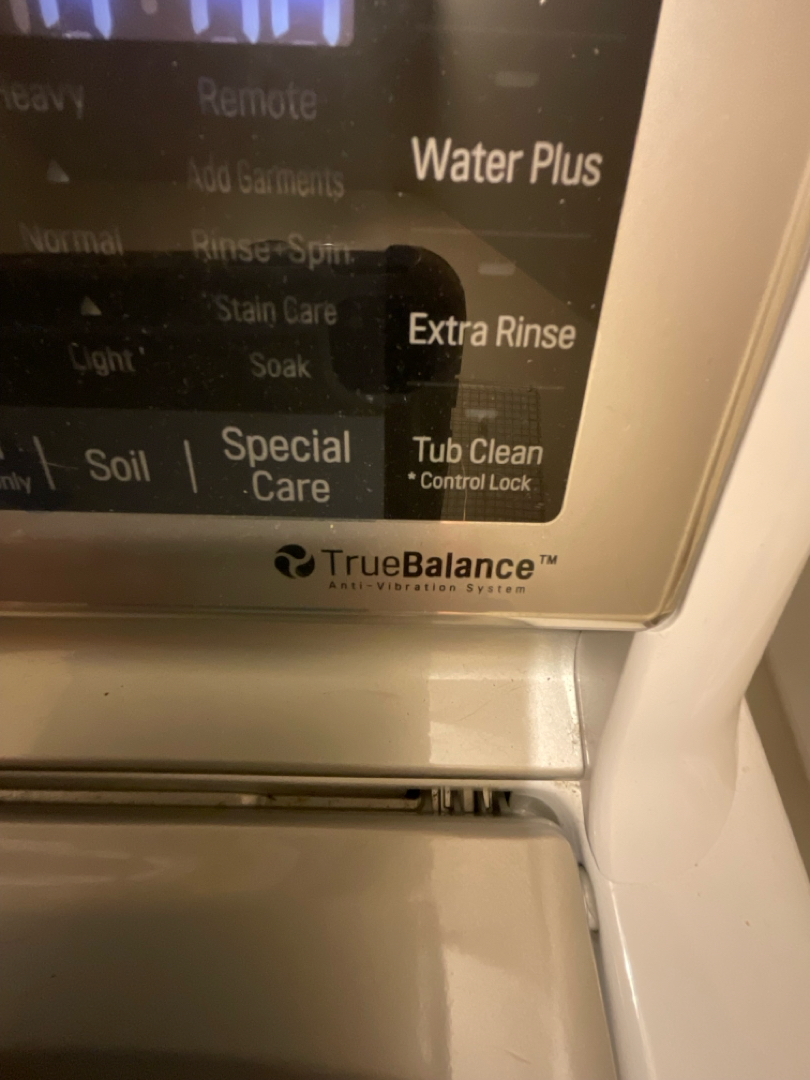 Heavy
Remote
Water Plus
Add Garments
Normal
Rinse+Spin
Extra Rinse
Stain Care
Light
Soak
Soil | Special Care
Tub Clean
* Control Lock
TrueBalance™
Anti-Vibration System